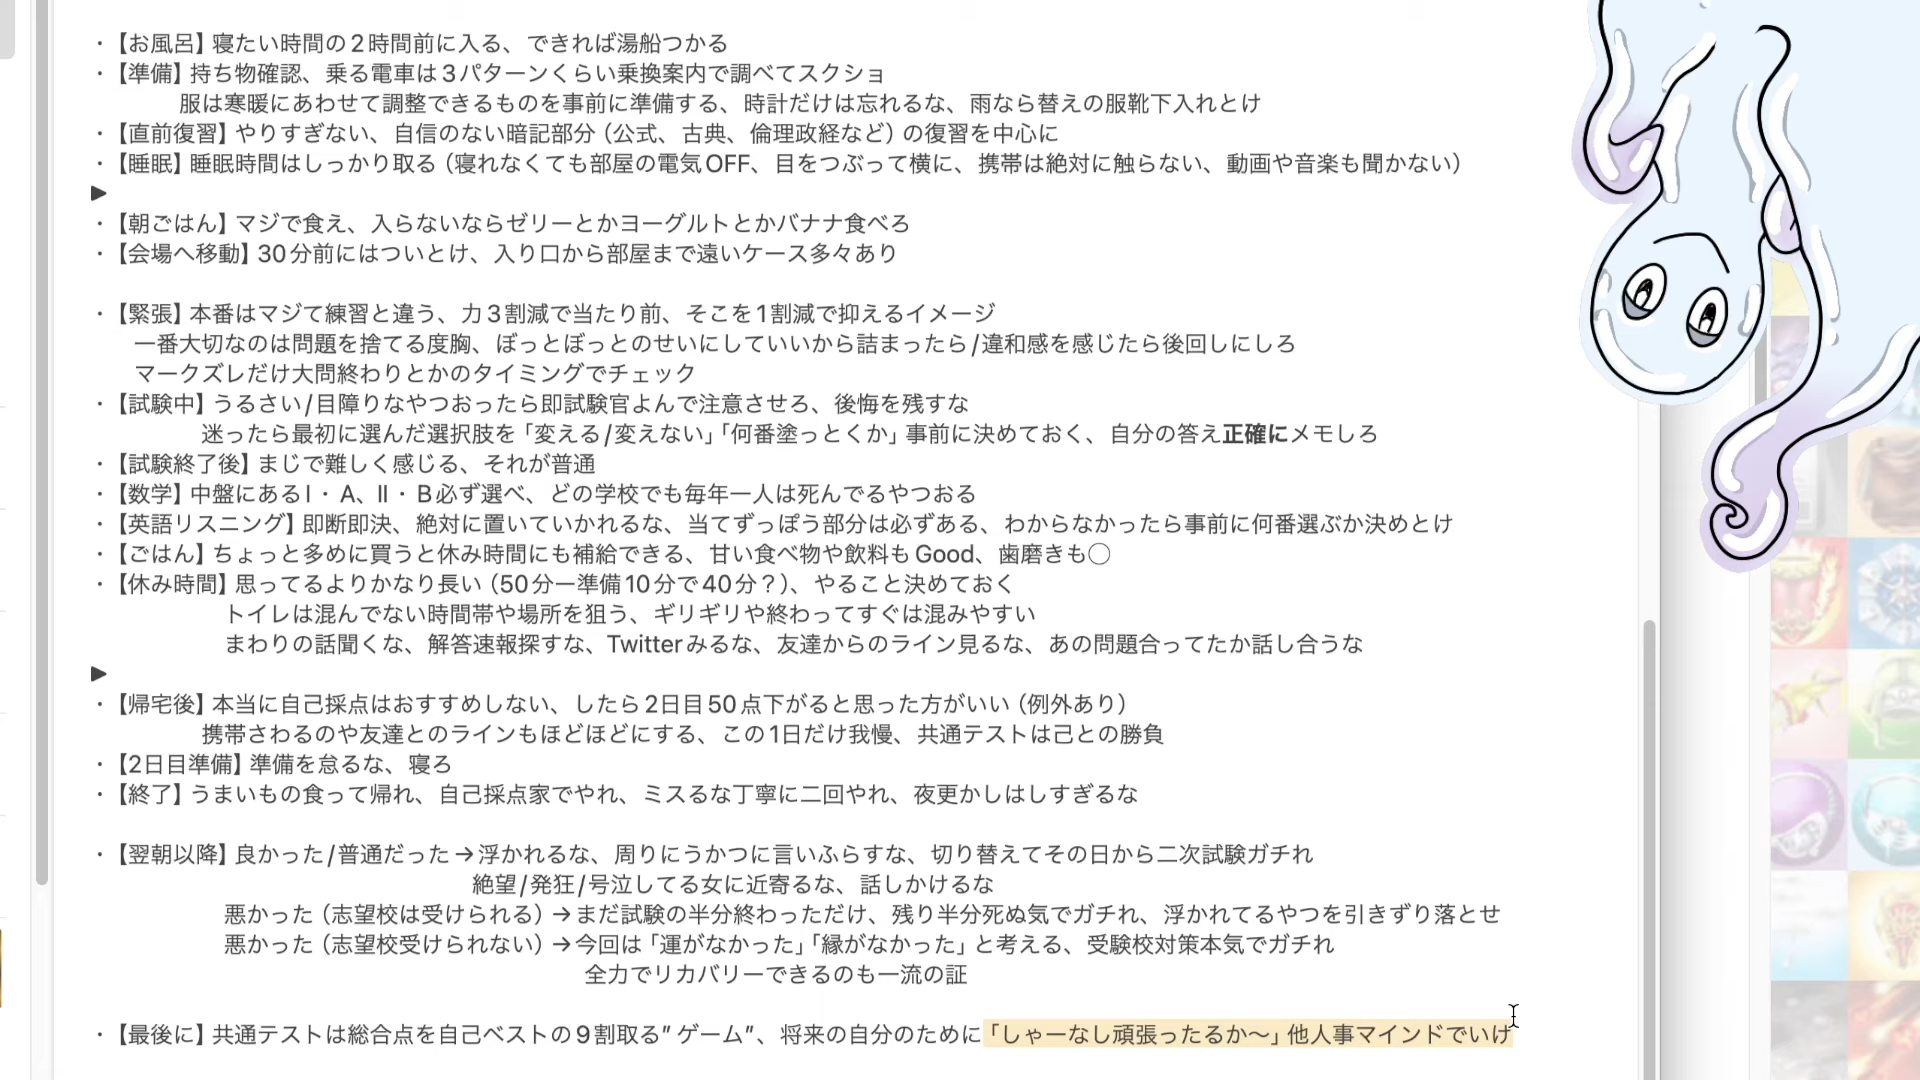 ・【お風呂】寝たい時間の2時間前に入る、できれば湯船つかる
・【準備】持ち物確認、乗る電車は3パターンくらい乗換案内で調べてスクショ
服は寒暖にあわせて調整できるものを事前に準備する、時計だけは忘れるな、雨なら替えの服靴下入れとけ
・【直前復習】やりすぎない、自信のない暗記部分（公式、古典、倫理政経など）の復習を中心に
・【睡眠】睡眠時間はしっかり取る（寝れなくても部屋の電気OFF、目をつぶって横に、携帯は絶対に触らない、動画や音楽も聞かない）
▶
・【朝ごはん】マジで食え、入らないならゼリーとかヨーグルトとかバナナ食べろ
・【会場へ移動】30分前にはついとけ、入り口から部屋まで遠いケース多々あり
・【緊張】本番はマジて練習と違う、力3割減で当たり前、そこを1割減で抑えるイメージ
一番大切なのは問題を捨てる度胸、ぼっとぼっとのせいにしていいから詰まったら/違和感を感じたら後回しにしろ
マークズレだけ大問終わりとかのタイミングでチェック
・【試験中】うるさい/目障りなやつおったら即試験官よんで注意させろ、後悔を残すな
迷ったら最初に選んだ選択肢を「変える/変えない」「何番塗っとくか」事前に決めておく、自分の答え正確にメモしろ
・【試験終了後】まじで難しく感じる、それが普通
・【数学】中盤にあるI・A、II・B必ず選べ、どの学校でも毎年一人は死んでるやつおる
・【英語リスニング】即断即決、絶対に置いていかれるな、当てずっぽう部分は必ずある、わからなかったら事前に何番選ぶか決めとけ
・【ごはん】ちょっと多めに買うと休み時間にも補給できる、甘い食べ物や飲料もGood、歯磨きも◯
・【休み時間】思ってるよりかなり長い（50分ー準備10分で40分？）、やること決めておく
トイレは混んでない時間帯や場所を狙う、ギリギリや終わってすぐは混みやすい
まわりの話聞くな、解答速報探すな、Twitterみるな、友達からのライン見るな、あの問題合ってたか話し合うな
▶
・【帰宅後】本当に自己採点はおすすめしない、したら2日目50点下がると思った方がいい（例外あり）
携帯さわるのや友達とのラインもほどほどにする、この1日だけ我慢、共通テストは己との勝負
・【2日目準備】準備を怠るな、寝ろ
・【終了】うまいもの食って帰れ、自己採点家でやれ、ミスるな丁寧に二回やれ、夜更かしはしすぎるな
・【翌朝以降】良かった/普通だった→浮かれるな、周りにうかつに言いふらすな、切り替えてその日から二次試験ガチれ
絶望/発狂/号泣してる女に近寄るな、話しかけるな
悪かった（志望校は受けられる）→まだ試験の半分終わっただけ、残り半分死ぬ気でガチれ、浮かれてるやつを引きずり落とせ
悪かった（志望校受けられない）→今回は「運がなかった」「縁がなかった」と考える、受験校対策本気でガチれ
全力でリカバリーできるのも一流の証
・【最後に】共通テストは総合点を自己ベストの9割取る”ゲーム”、将来の自分のために「しゃーなし頑張ったるか〜」他人事マインドでいけ